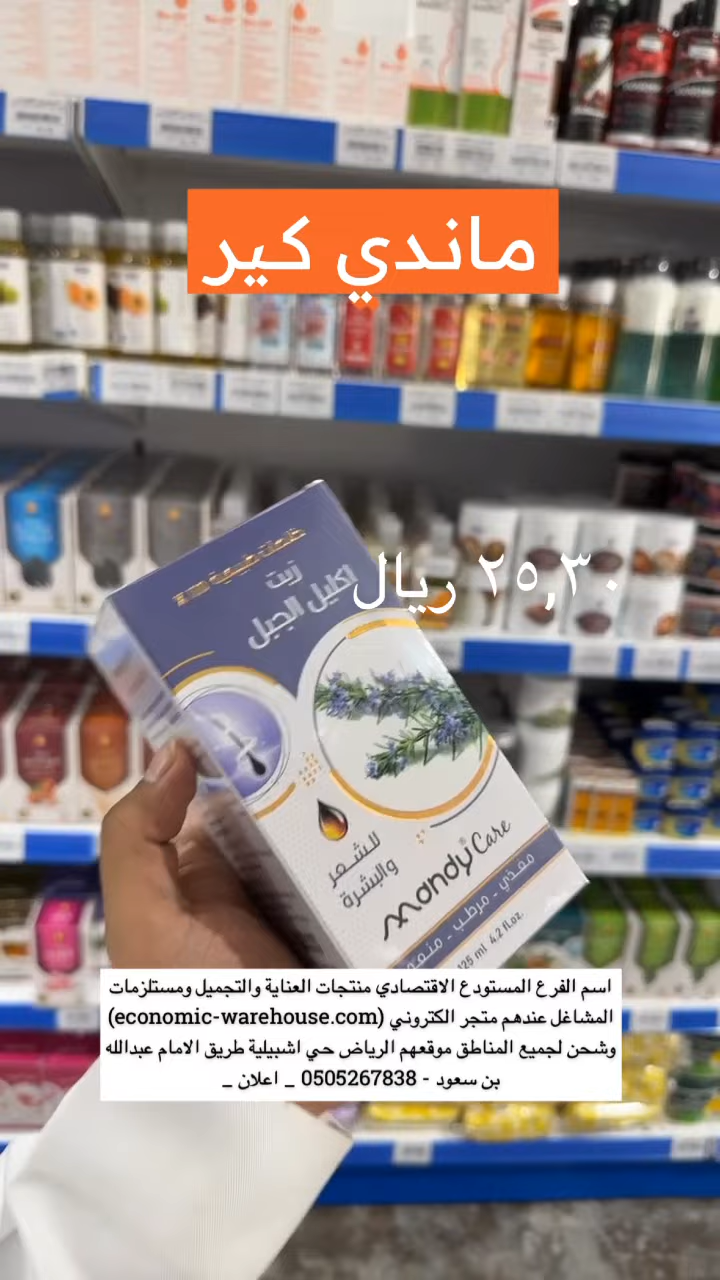 ماندي كير
خلاصات طبيعية
زيت
اكليل الجبل
٢٥,٣٠ ريال
للشعر
والبشرة
Mandy Care
مغذي - مرطب - منعم
125 ml 4.2 fl.oz.
اسم الفرع المستودع الاقتصادي منتجات العناية والتجميل ومستلزمات
المشاغل عندهم متجر الكتروني (economic-warehouse.com)
وشحن لجميع المناطق موقعهم الرياض حي اشبيلية طريق الامام عبدالله
بن سعود - 0505267838 _ اعلان _